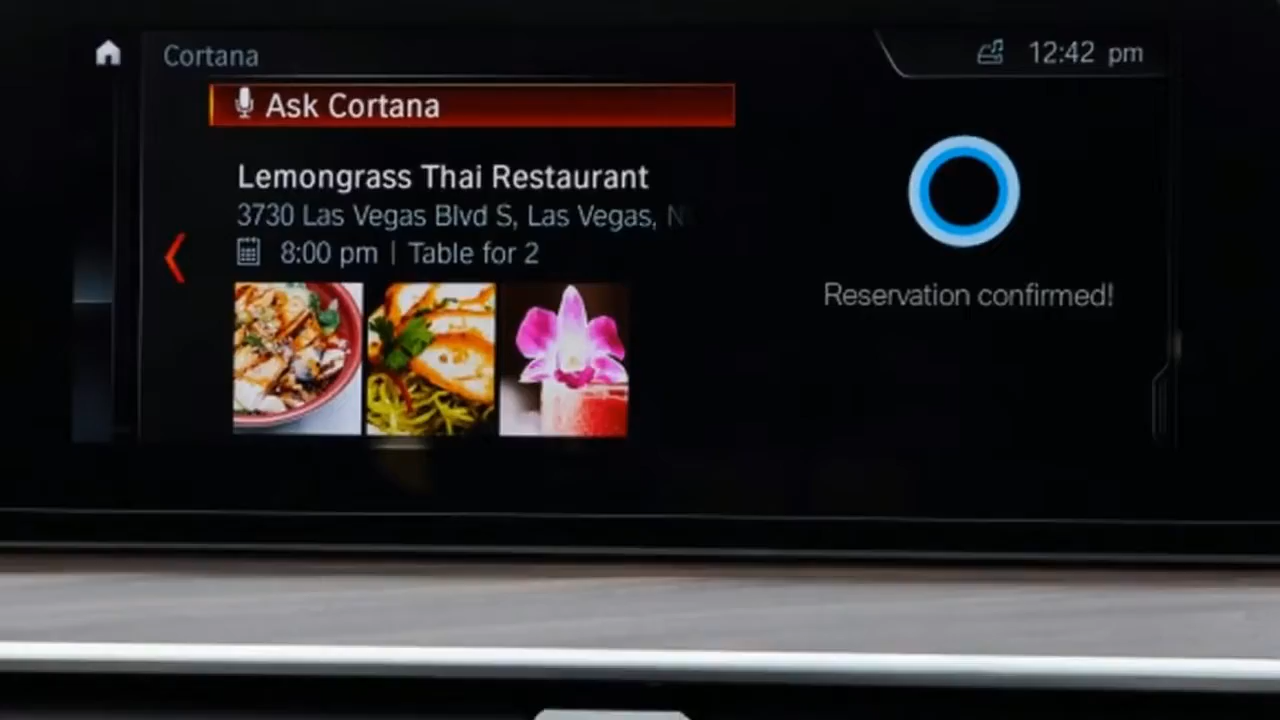 Cortana
12:42 pm
Ask Cortana
Lemongrass Thai Restaurant
3730 Las Vegas Blvd S, Las Vegas,
8:00 pm | Table for 2
Reservation confirmed!